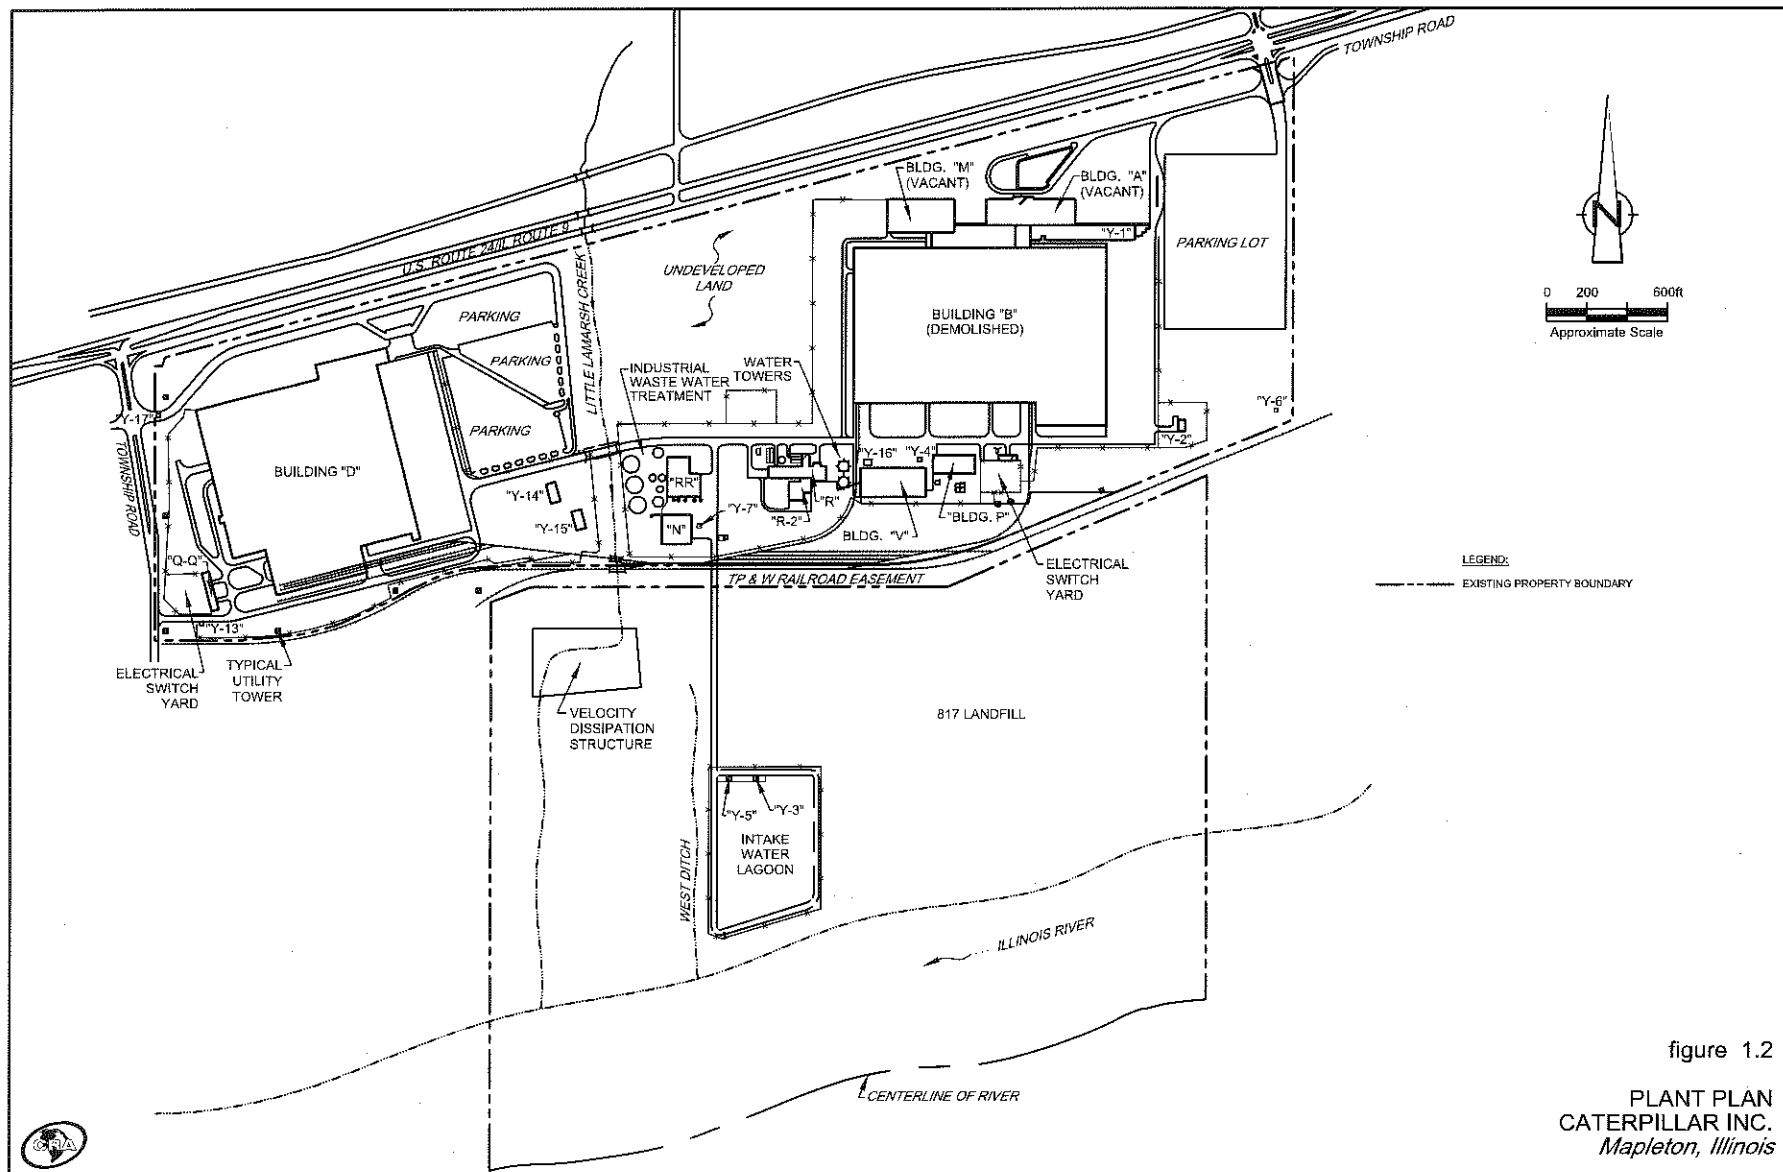 TOWNSHIP ROAD
BLDG. "M"
(VACANT)
BLDG. "A"
(VACANT)
"Y-1"
PARKING LOT
N
0 200 600ft
Approximate Scale
U.S. ROUTE 24/IL ROUTE 9
LITTLE LAMARSH CREEK
UNDEVELOPED
LAND
BUILDING "B"
(DEMOLISHED)
PARKING
PARKING
PARKING
INDUSTRIAL
WASTE WATER
TREATMENT
WATER
TOWERS
"Y-6"
"Y-2"
"Y-17"
TOWNSHIP ROAD
BUILDING "D"
"Y-14"
"Y-15"
"RR"
"N"
"Y-7"
"R-2"
"R"
"Y-16"
"Y-4"
"BLDG. P"
BLDG. "V"
ELECTRICAL
SWITCH
YARD
TP & W RAILROAD EASEMENT
"Q-Q"
"Y-13"
ELECTRICAL
SWITCH
YARD
TYPICAL
UTILITY
TOWER
LEGEND:
EXISTING PROPERTY BOUNDARY
VELOCITY
DISSIPATION
STRUCTURE
817 LANDFILL
"Y-5"
"Y-3"
INTAKE
WATER
LAGOON
WEST DITCH
ILLINOIS RIVER
CENTERLINE OF RIVER
CRA
figure 1.2
PLANT PLAN
CATERPILLAR INC.
Mapleton, Illinois